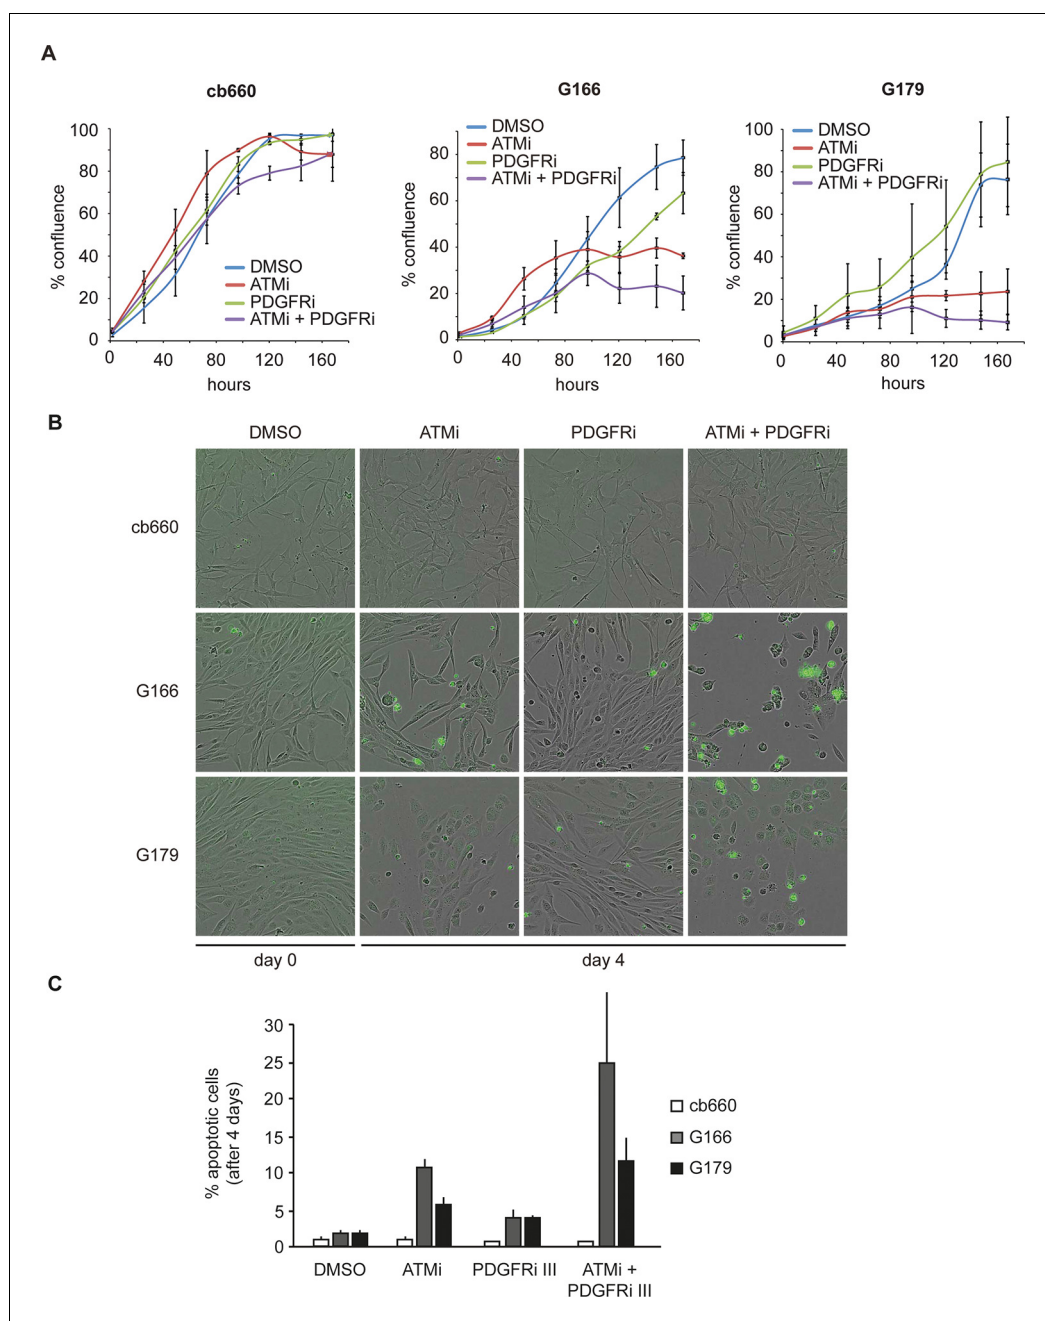 A
cb660
% confluence
100
80
60
40
20
0
0 40 80 120 160
hours
DMSO
ATMi
PDGFRi
ATMi + PDGFRi
G166
% confluence
80
60
40
20
0
0 40 80 120 160
hours
DMSO
ATMi
PDGFRi
ATMi + PDGFRi
G179
% confluence
100
80
60
40
20
0
0 40 80 120 160
hours
DMSO
ATMi
PDGFRi
ATMi + PDGFRi
B
DMSO ATMi PDGFRi ATMi + PDGFRi
cb660
G166
G179
day 0 day 4
C
% apoptotic cells
(after 4 days)
30
25
20
15
10
5
0
DMSO ATMi PDGFRi III ATMi +
PDGFRi III
cb660
G166
G179